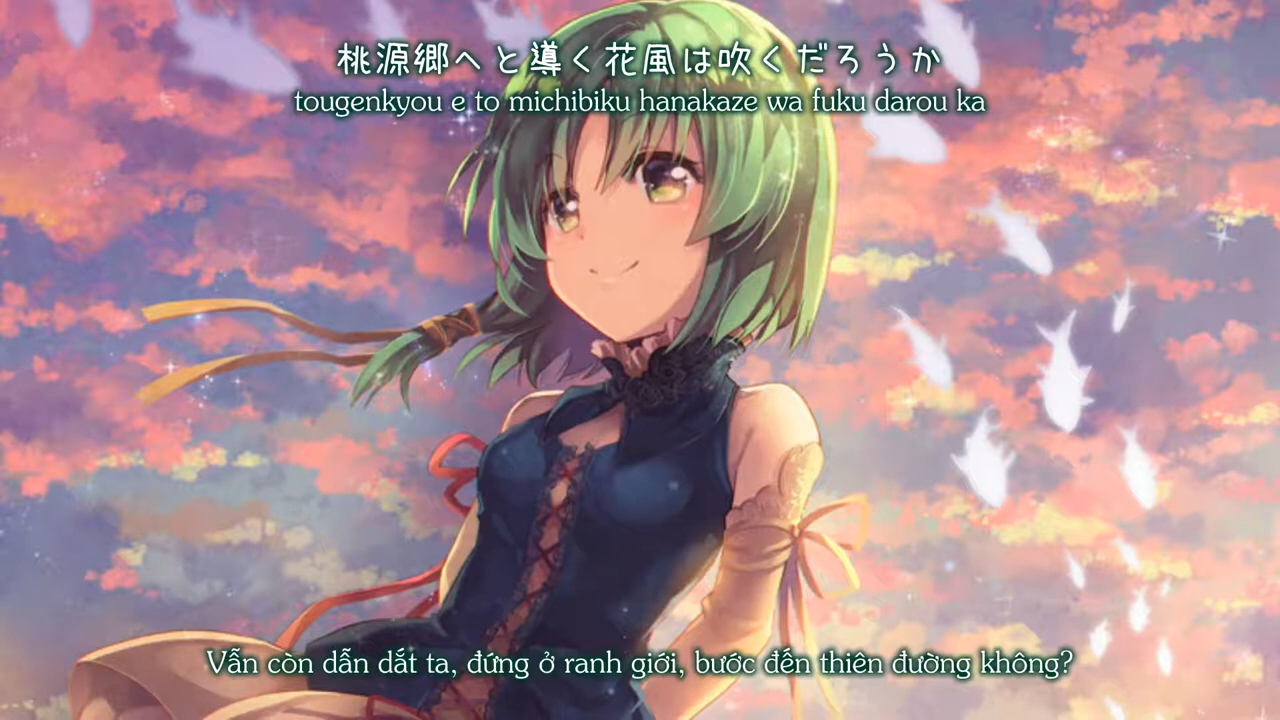 桃源郷へと導く花風は吹くだろうか
tougenkyou e to michibiku hanakaze wa fuku darou ka
Vẫn còn dẫn dắt ta, đứng ở ranh giới, bước đến thiên đường không?